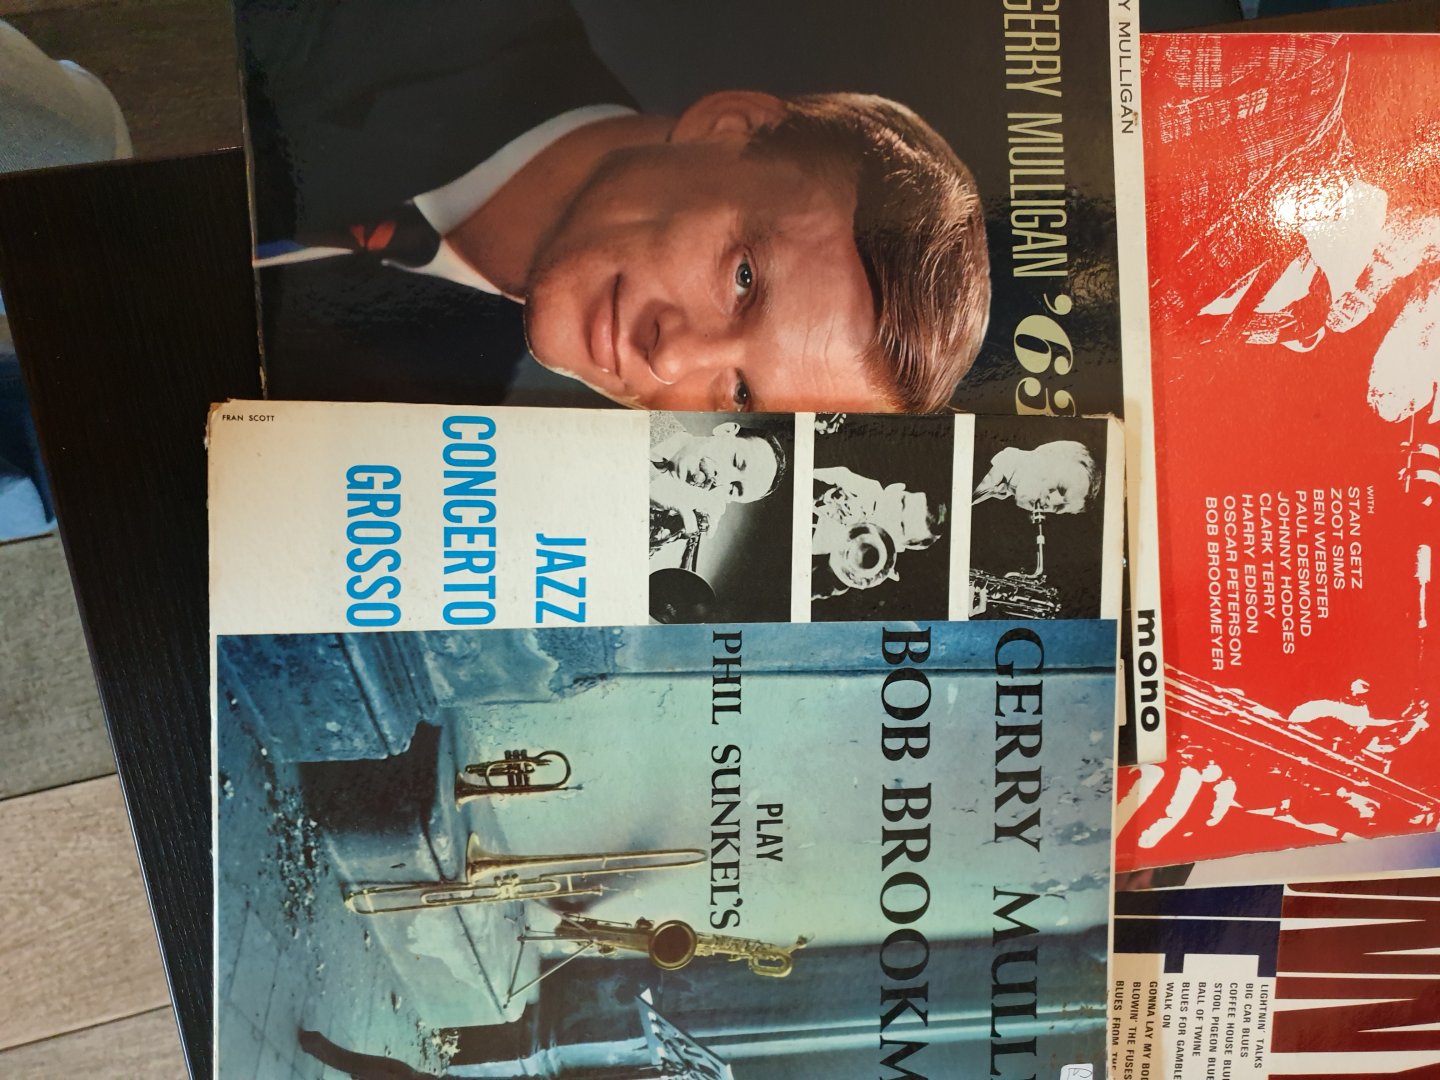 GERRY MULLIGAN '63
Y MULLIGAN
mono
WITH
STAN GETZ
ZOOT SIMS
BEN WEBSTER
PAUL DESMOND
JOHNNY HODGES
CLARK TERRY
HARRY EDISON
OSCAR PETERSON
BOB BROOKMEYER
FRAN SCOTT
JAZZ
CONCERTO
GROSSO
GERRY MULL
BOB BROOKM
PLAY
PHIL SUNKEL'S
LIGHTNIN' TALKS
BIG CAR BLUES
COFFEE HOUSE BLU
STOOL PIGEON BLUE
BALL OF TWINE
BLUES FOR GAMBLE
WALK ON
GONNA LAY MY BO
BLOWIN' THE FUSES
BLUES FROM THE